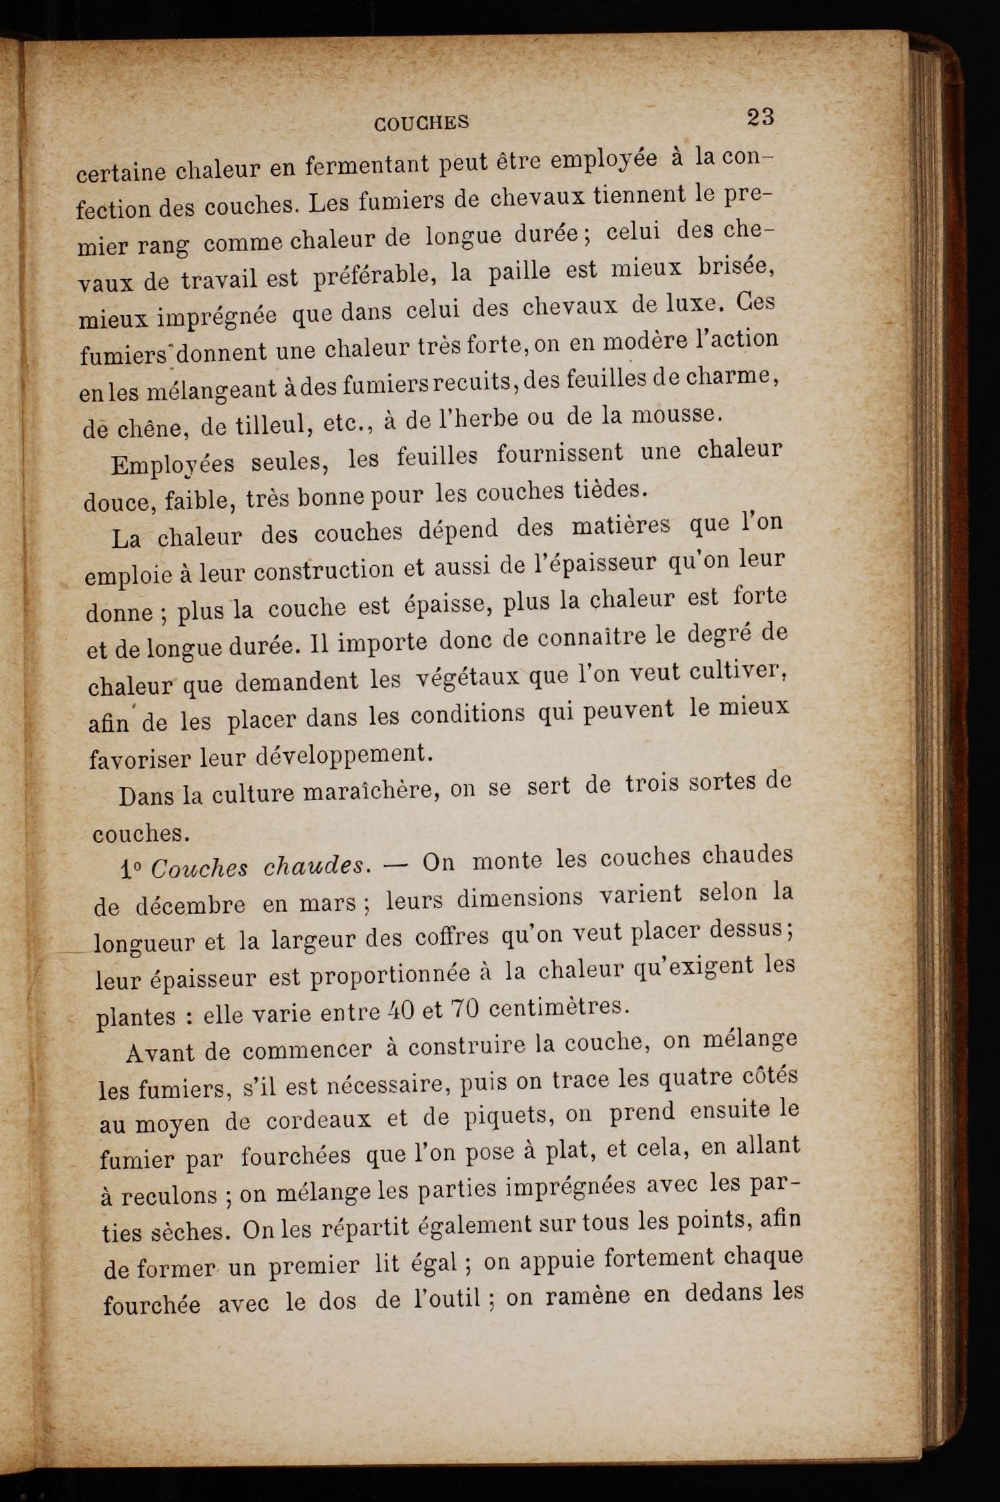 COUCHES 23
certaine chaleur en fermentant peut être employée à la con-
fection des couches. Les fumiers de chevaux tiennent le pre-
mier rang comme chaleur de longue durée ; celui des che-
vaux de travail est préférable, la paille est mieux brisée,
mieux imprégnée que dans celui des chevaux de luxe. Ces
fumiers donnent une chaleur très forte, on en modère l'action
en les mélangeant à des fumiers recuits, des feuilles de charme,
de chêne, de tilleul, etc., à de l'herbe ou de la mousse.
Employées seules, les feuilles fournissent une chaleur
douce, faible, très bonne pour les couches tièdes.
La chaleur des couches dépend des matières que l'on
emploie à leur construction et aussi de l'épaisseur qu'on leur
donne ; plus la couche est épaisse, plus la chaleur est forte
et de longue durée. Il importe donc de connaître le degré de
chaleur que demandent les végétaux que l'on veut cultiver,
afin de les placer dans les conditions qui peuvent le mieux
favoriser leur développement.
Dans la culture maraîchère, on se sert de trois sortes de
couches.
1º Couches chaudes. — On monte les couches chaudes
de décembre en mars ; leurs dimensions varient selon la
longueur et la largeur des coffres qu'on veut placer dessus ;
leur épaisseur est proportionnée à la chaleur qu'exigent les
plantes : elle varie entre 40 et 70 centimètres.
Avant de commencer à construire la couche, on mélange
les fumiers, s'il est nécessaire, puis on trace les quatre côtés
au moyen de cordeaux et de piquets, on prend ensuite le
fumier par fourchées que l'on pose à plat, et cela, en allant
à reculons ; on mélange les parties imprégnées avec les par-
ties sèches. On les répartit également sur tous les points, afin
de former un premier lit égal ; on appuie fortement chaque
fourchée avec le dos de l'outil ; on ramène en dedans les